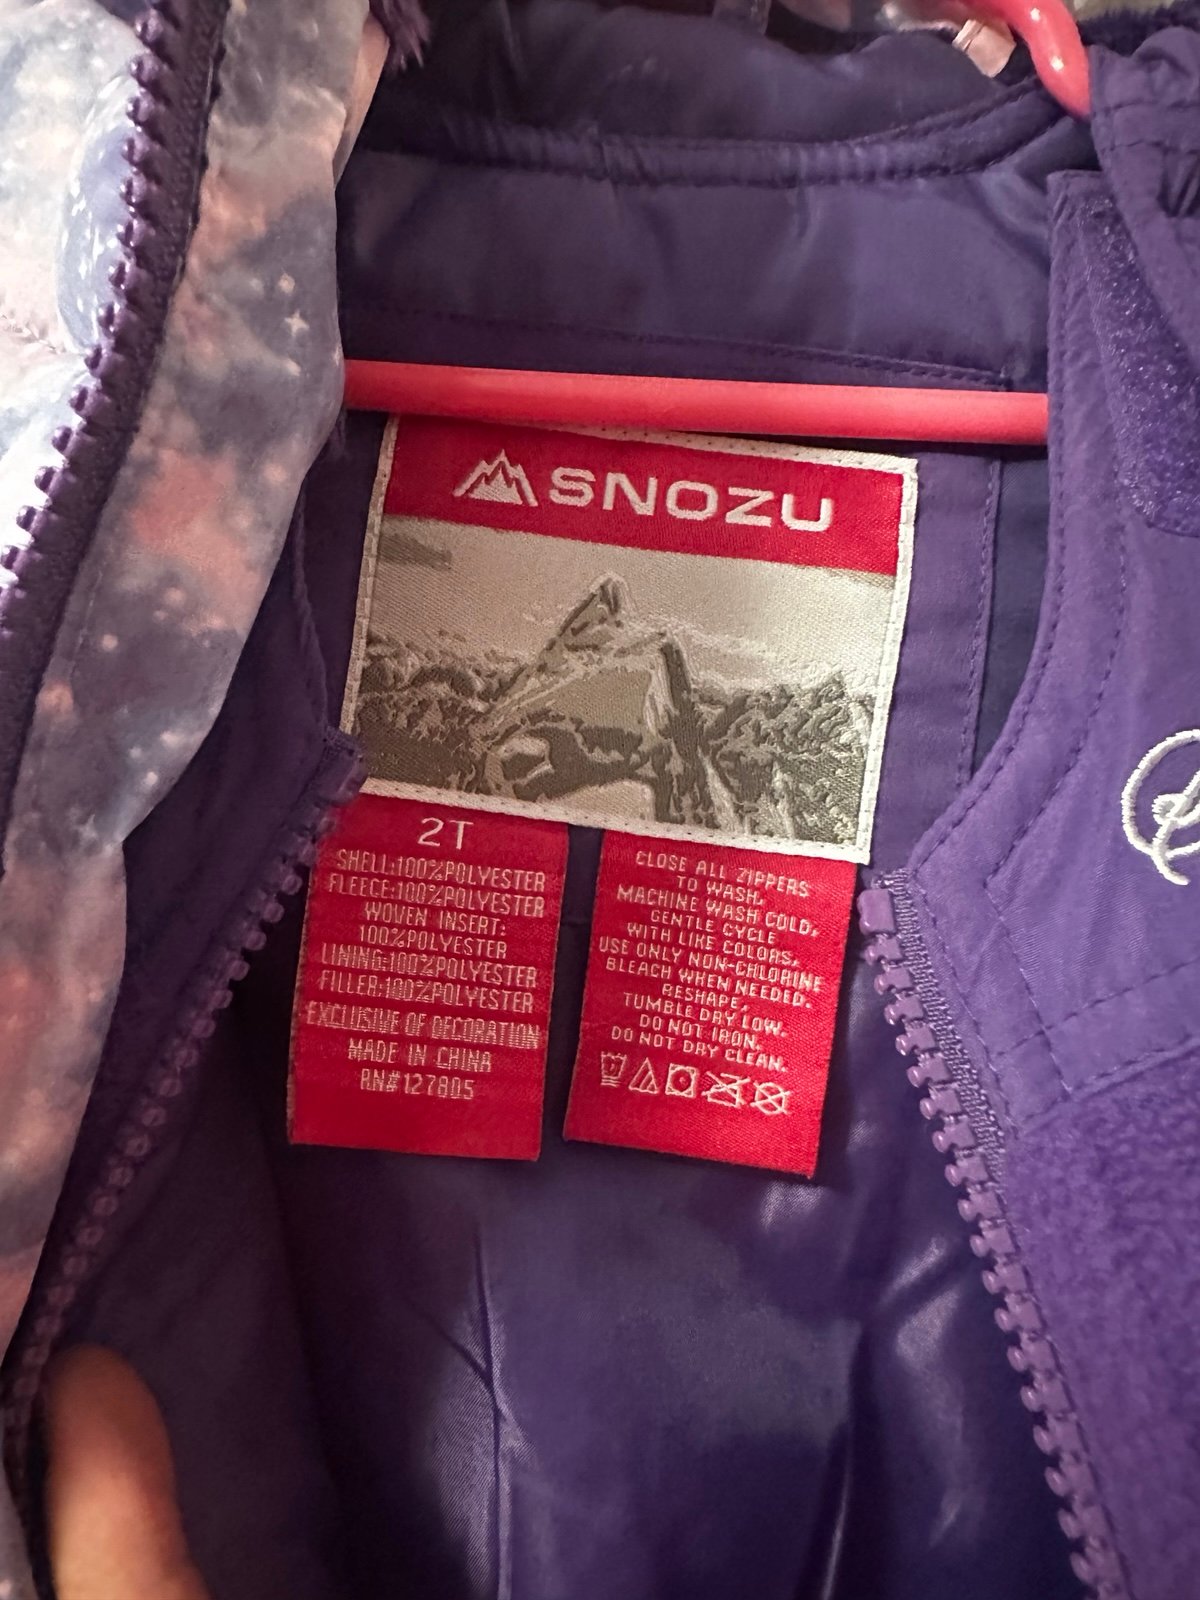 SNOZU
2T
SHELL:100%POLYESTER
FLEECE:100%POLYESTER
WOVEN INSERT:
100%POLYESTER
LINING:100%POLYESTER
FILLER:100%POLYESTER
EXCLUSIVE OF DECORATION
MADE IN CHINA
RN#127805
CLOSE ALL ZIPPERS
TO WASH.
MACHINE WASH COLD,
GENTLE CYCLE
WITH LIKE COLORS.
USE ONLY NON-CHLORINE
BLEACH WHEN NEEDED.
RESHAPE,
TUMBLE DRY LOW.
DO NOT IRON.
DO NOT DRY CLEAN.